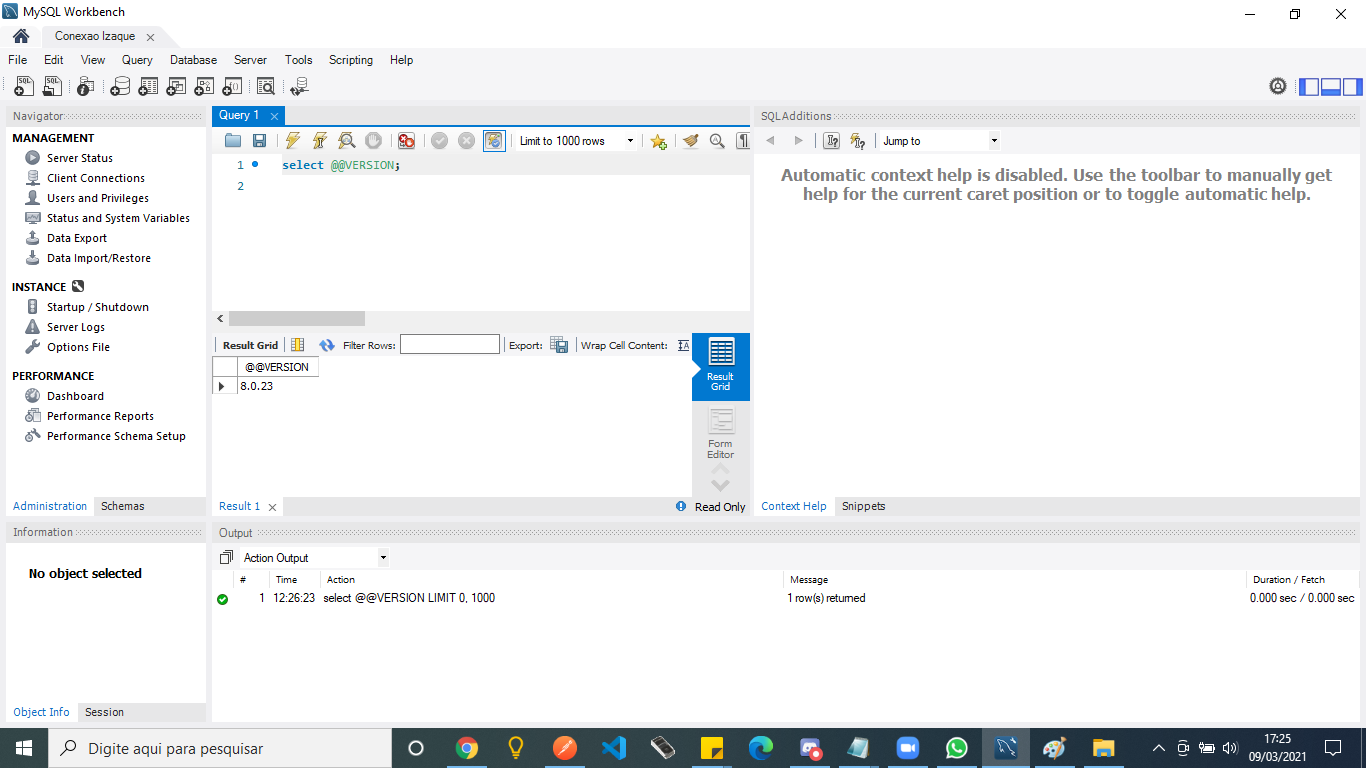 MySQL Workbench
Conexao Izaque
File Edit View Query Database Server Tools Scripting Help
Navigator
MANAGEMENT
Server Status
Client Connections
Users and Privileges
Status and System Variables
Data Export
Data Import/Restore
INSTANCE
Startup / Shutdown
Server Logs
Options File
PERFORMANCE
Dashboard
Performance Reports
Performance Schema Setup
Administration Schemas
Information
No object selected
Object Info Session
Query 1
Limit to 1000 rows
1 select @@VERSION;
2
Result Grid Filter Rows: Export: Wrap Cell Content:
@@VERSION
8.0.23
Result
Grid
Form
Editor
Result 1 Read Only
SQLAdditions
Jump to
Automatic context help is disabled. Use the toolbar to manually get
help for the current caret position or to toggle automatic help.
Context Help Snippets
Output
Action Output
# Time Action Message Duration / Fetch
1 12:26:23 select @@VERSION LIMIT 0, 1000 1 row(s) returned 0.000 sec / 0.000 sec
Digite aqui para pesquisar
17:25
09/03/2021